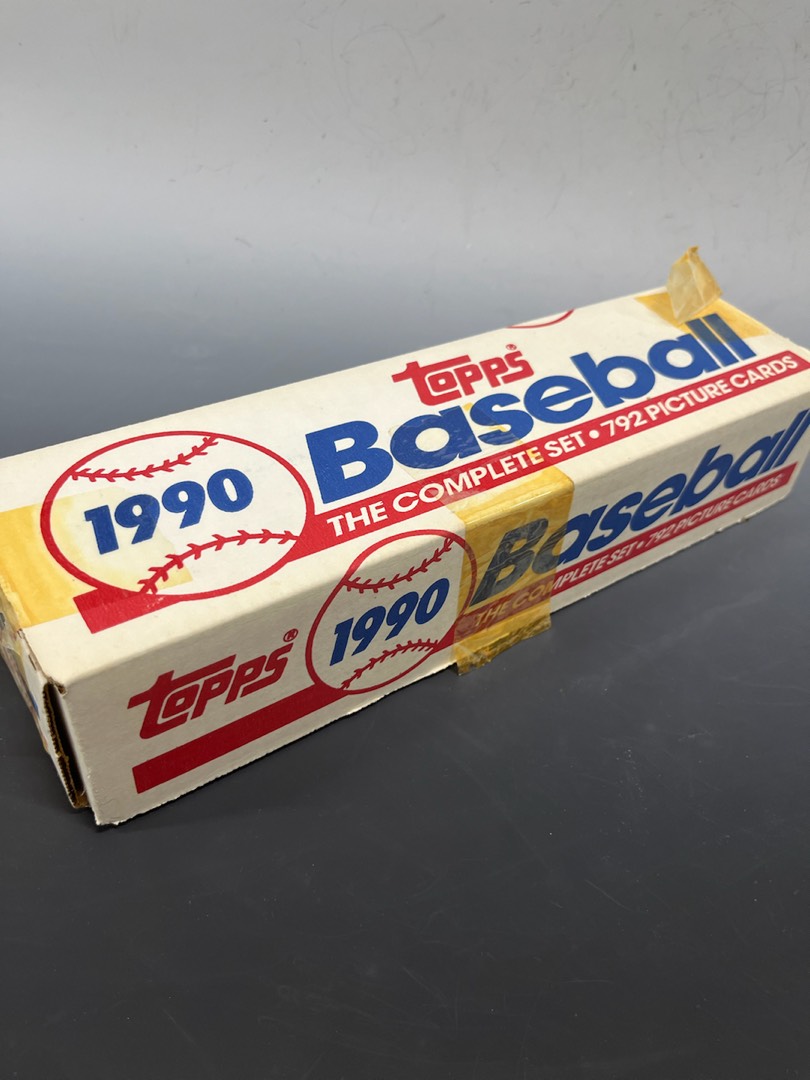 TOPPS®
Baseball
1990
THE COMPLETE SET • 792 PICTURE CARDS
TOPPS®
1990
Baseball
THE COMPLETE SET • 792 PICTURE CARDS